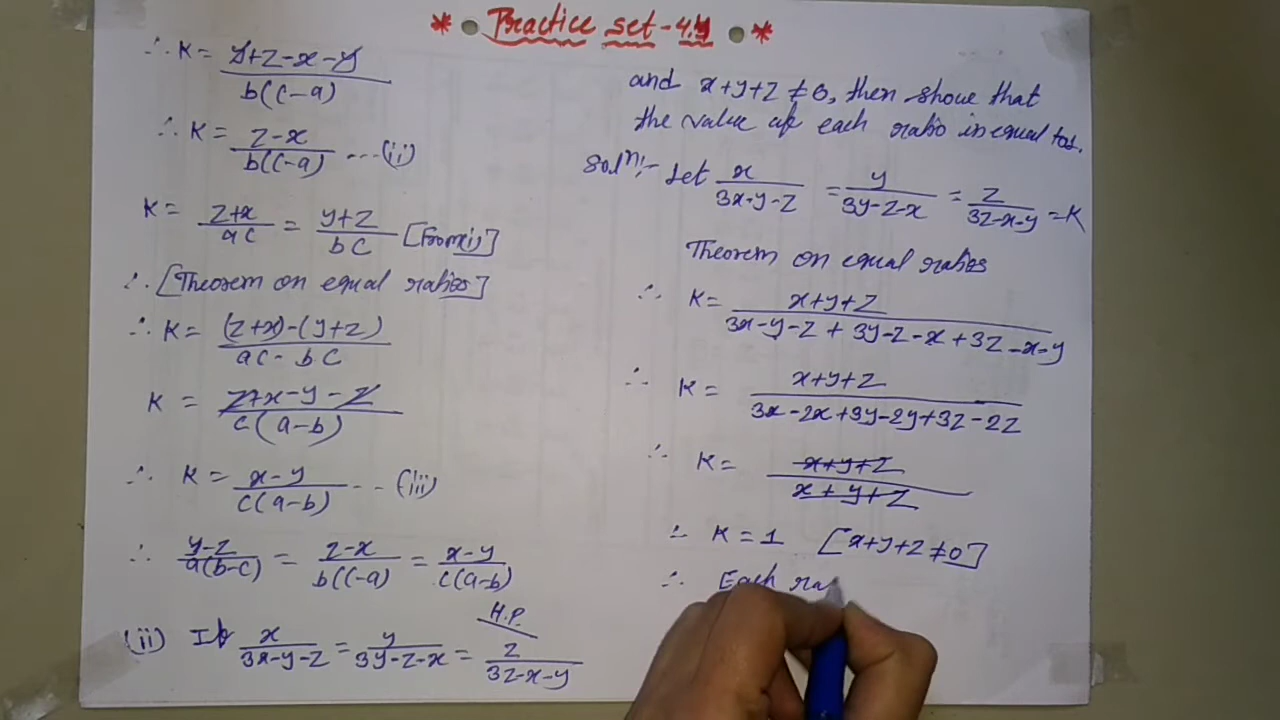 * • Practice set - 4.4 • *
∴ K = y+z-x-y / b(c-a)
∴ K = z-x / b(c-a) ---(ii)
K = z+x / ac = y+z / bc [From(i)]
∴ [Theorem on equal ratios]
∴ K = (z+x)-(y+z) / ac-bc
K = z+x-y-z / c(a-b)
∴ K = x-y / c(a-b) -- (iii)
∴ y-z / a(b-c) = z-x / b(c-a) = x-y / c(a-b)
H.P.
(ii) If x / 3x-y-z = y / 3y-z-x = z / 3z-x-y
and x+y+z ≠ 0, then show that
the value of each ratio is equal to 1.
Solⁿ:- Let x / 3x-y-z = y / 3y-z-x = z / 3z-x-y = K
Theorem on equal ratios
∴ K = x+y+z / 3x-y-z + 3y-z-x + 3z-x-y
∴ K = x+y+z / 3x-2x+3y-2y+3z-2z
∴ K = x+y+z / x+y+z
∴ K = 1 [x+y+z ≠ 0]
∴ Each ra